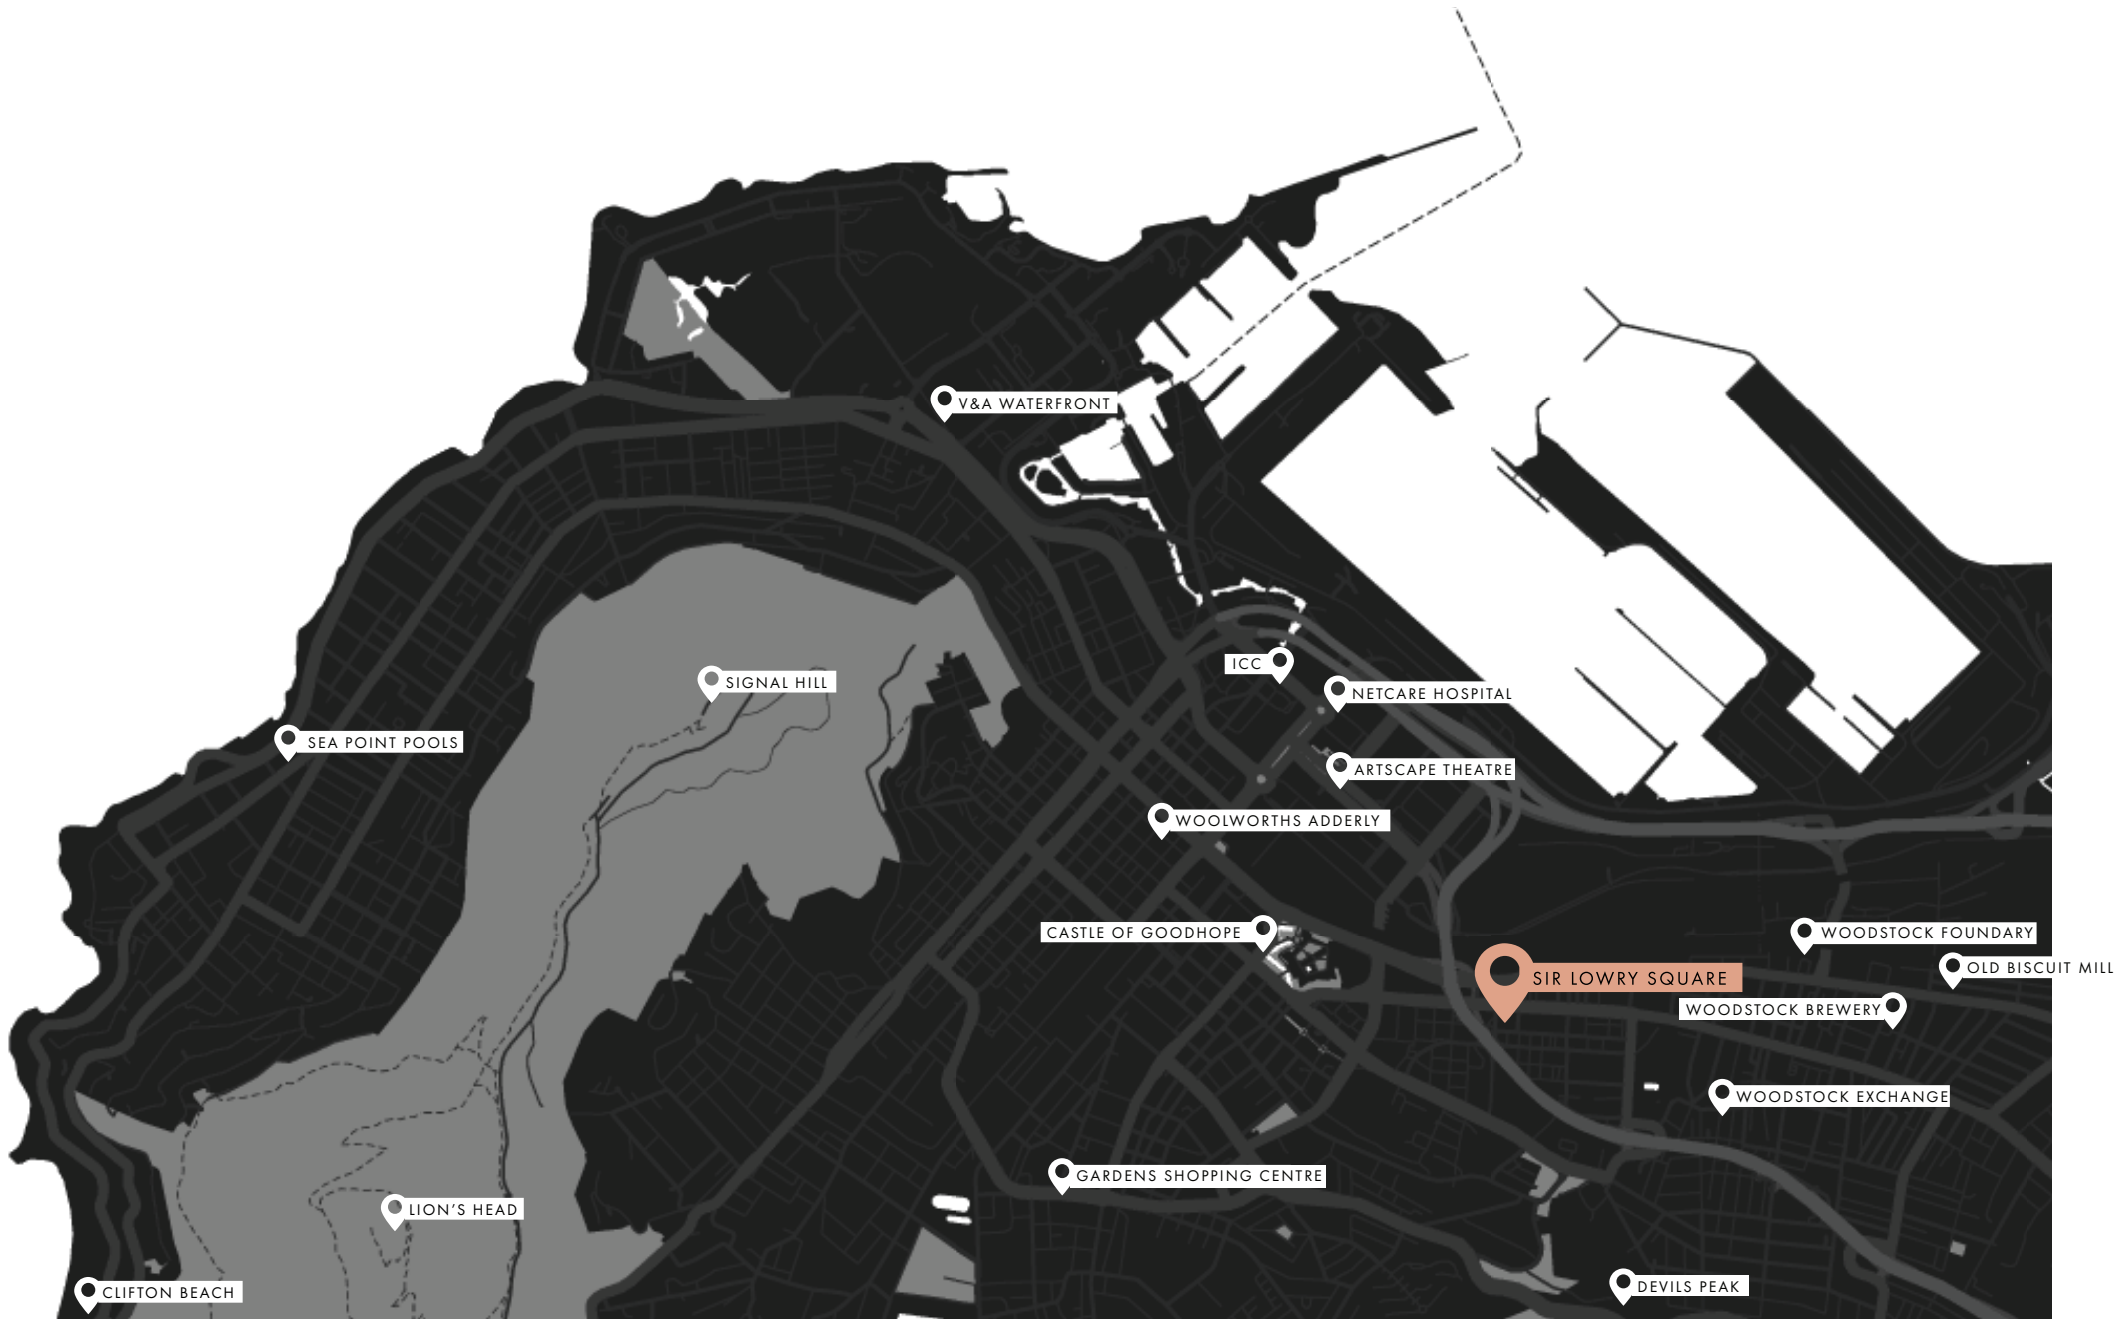 V&A WATERFRONT
ICC
SIGNAL HILL
NETCARE HOSPITAL
SEA POINT POOLS
ARTSCAPE THEATRE
WOOLWORTHS ADDERLY
CASTLE OF GOODHOPE
WOODSTOCK FOUNDARY
OLD BISCUIT MILL
SIR LOWRY SQUARE
WOODSTOCK BREWERY
WOODSTOCK EXCHANGE
GARDENS SHOPPING CENTRE
LION'S HEAD
DEVILS PEAK
CLIFTON BEACH